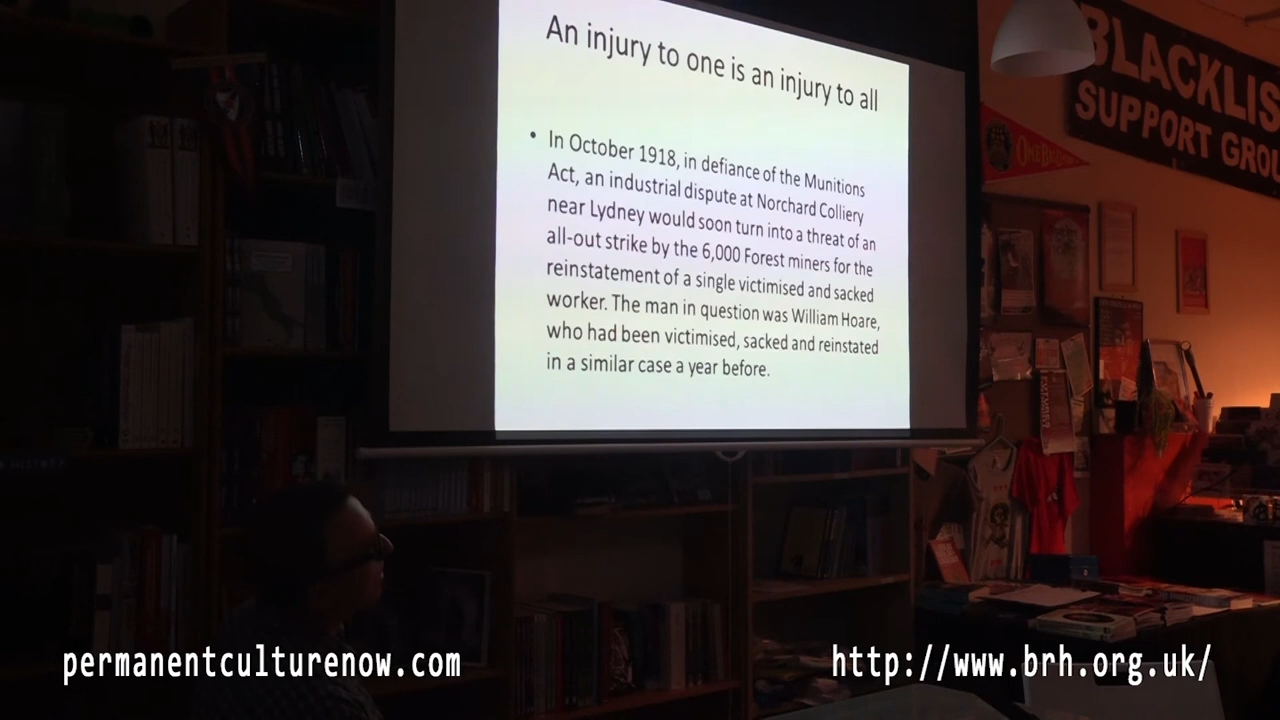 An injury to one is an injury to all
• In October 1918, in defiance of the Munitions
Act, an industrial dispute at Norchard Colliery
near Lydney would soon turn into a threat of an
all-out strike by the 6,000 Forest miners for the
reinstatement of a single victimised and sacked
worker. The man in question was William Hoare,
who had been victimised, sacked and reinstated
in a similar case a year before.
BLACKLIS
SUPPORT GROU
ONE BIG UNION
HISTORY
permanentculturenow.com
http://www.brh.org.uk/